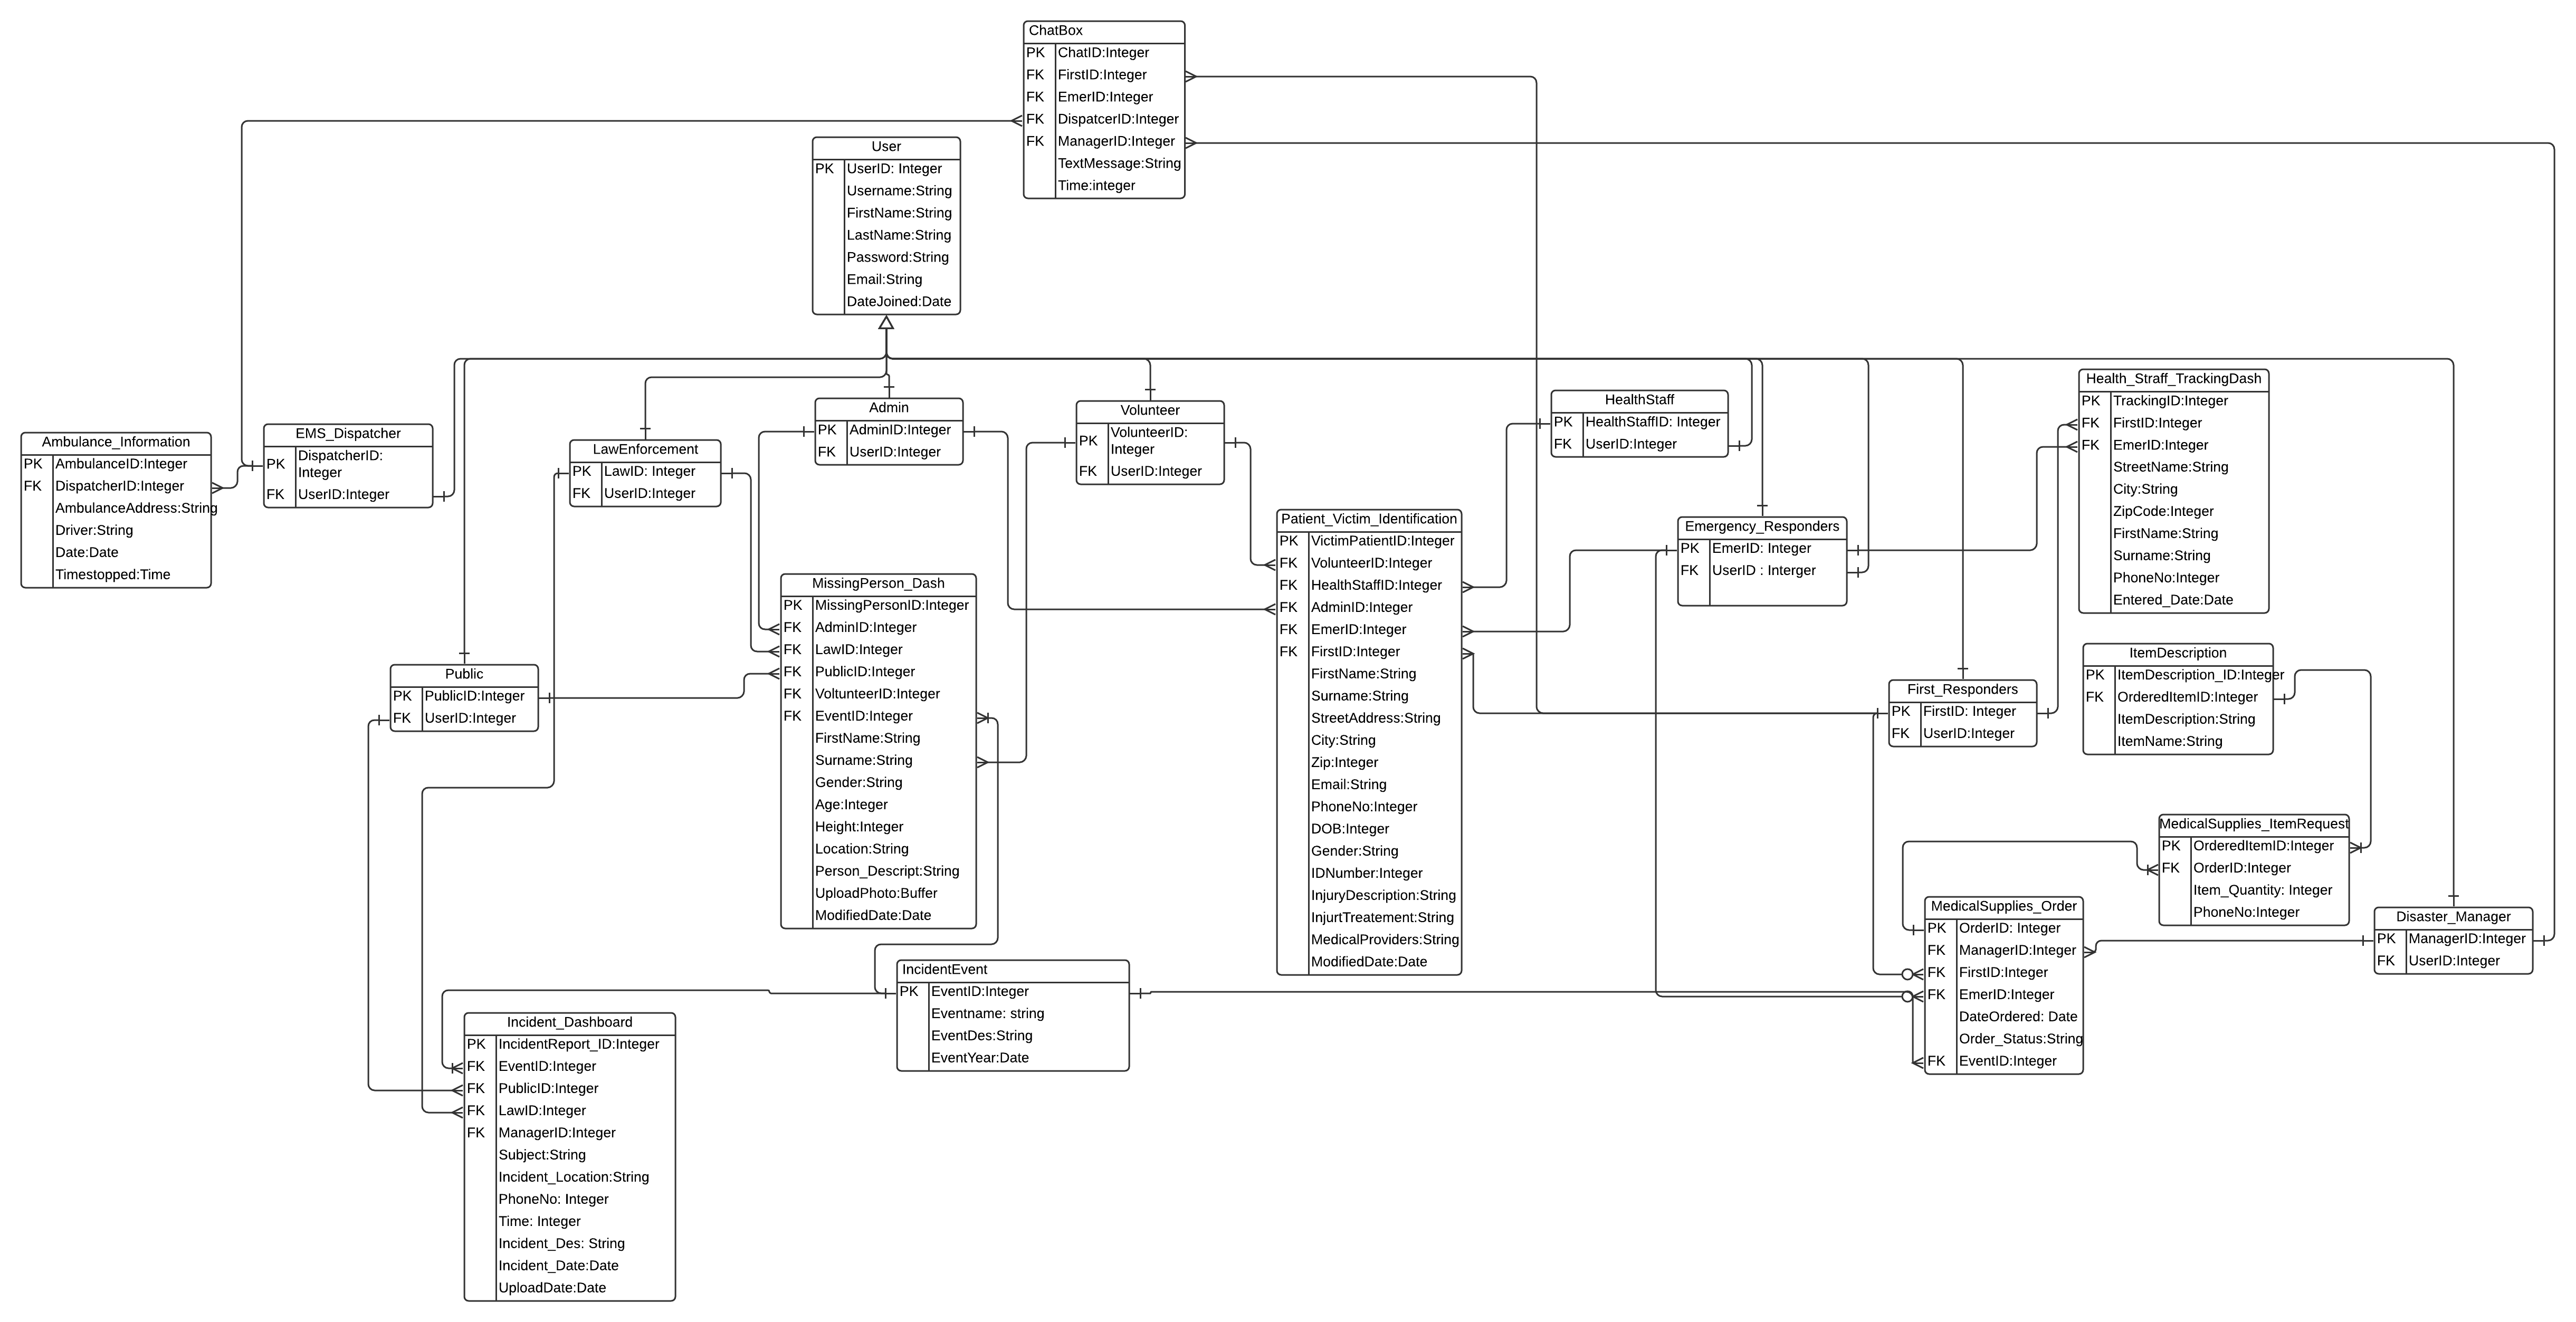 ChatBox
PK ChatID:Integer
FK FirstID:Integer
FK EmerID:Integer
FK DispatcerID:Integer
FK ManagerID:Integer
TextMessage:String
Time:integer
User
PK UserID: Integer
Username:String
FirstName:String
LastName:String
Password:String
Email:String
DateJoined:Date
Ambulance_Information
PK AmbulanceID:Integer
FK DispatcherID:Integer
AmbulanceAddress:String
Driver:String
Date:Date
Timestopped:Time
EMS_Dispatcher
PK DispatcherID:
Integer
FK UserID:Integer
LawEnforcement
PK LawID: Integer
FK UserID:Integer
Admin
PK AdminID:Integer
FK UserID:Integer
Volunteer
PK VolunteerID:
Integer
FK UserID:Integer
HealthStaff
PK HealthStaffID: Integer
FK UserID:Integer
Health_Straff_TrackingDash
PK TrackingID:Integer
FK FirstID:Integer
FK EmerID:Integer
StreetName:String
City:String
ZipCode:Integer
FirstName:String
Surname:String
PhoneNo:Integer
Entered_Date:Date
Patient_Victim_Identification
PK VictimPatientID:Integer
FK VolunteerID:Integer
FK HealthStaffID:Integer
FK AdminID:Integer
FK EmerID:Integer
FK FirstID:Integer
FirstName:String
Surname:String
StreetAddress:String
City:String
Zip:Integer
Email:String
PhoneNo:Integer
DOB:Integer
Gender:String
IDNumber:Integer
InjuryDescription:String
InjurtTreatement:String
MedicalProviders:String
ModifiedDate:Date
Emergency_Responders
PK EmerID: Integer
FK UserID : Interger
MissingPerson_Dash
PK MissingPersonID:Integer
FK AdminID:Integer
FK LawID:Integer
FK PublicID:Integer
FK VoltunteerID:Integer
FK EventID:Integer
FirstName:String
Surname:String
Gender:String
Age:Integer
Height:Integer
Location:String
Person_Descript:String
UploadPhoto:Buffer
ModifiedDate:Date
Public
PK PublicID:Integer
FK UserID:Integer
First_Responders
PK FirstID: Integer
FK UserID:Integer
ItemDescription
PK ItemDescription_ID:Integer
FK OrderedItemID:Integer
ItemDescription:String
ItemName:String
MedicalSupplies_ItemRequest
PK OrderedItemID:Integer
FK OrderID:Integer
Item_Quantity: Integer
PhoneNo:Integer
MedicalSupplies_Order
PK OrderID: Integer
FK ManagerID:Integer
FK FirstID:Integer
FK EmerID:Integer
DateOrdered: Date
Order_Status:String
FK EventID:Integer
Disaster_Manager
PK ManagerID:Integer
FK UserID:Integer
IncidentEvent
PK EventID:Integer
Eventname: string
EventDes:String
EventYear:Date
Incident_Dashboard
PK IncidentReport_ID:Integer
FK EventID:Integer
FK PublicID:Integer
FK LawID:Integer
FK ManagerID:Integer
Subject:String
Incident_Location:String
PhoneNo: Integer
Time: Integer
Incident_Des: String
Incident_Date:Date
UploadDate:Date